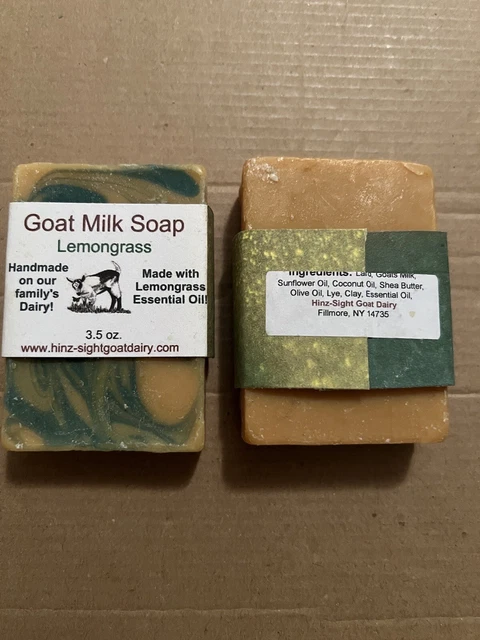 Goat Milk Soap
Lemongrass
Handmade
on our
family's
Dairy!
Made with
Lemongrass
Essential Oil!
3.5 oz.
www.hinz-sightgoatdairy.com
Ingredients: Lard, Goats Milk,
Sunflower Oil, Coconut Oil, Shea Butter,
Olive Oil, Lye, Clay, Essential Oil,
Hinz-Sight Goat Dairy
Fillmore, NY 14735